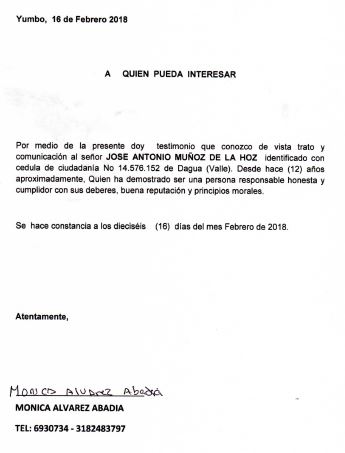 Yumbo, 16 de Febrero 2018
A QUIEN PUEDA INTERESAR
Por medio de la presente doy testimonio que conozco de vista trato y
comunicación al señor JOSE ANTONIO MUÑOZ DE LA HOZ identificado con
cedula de ciudadanía No 14.576.152 de Dagua (Valle). Desde hace (12) años
aproximadamente, Quien ha demostrado ser una persona responsable honesta y
cumplidor con sus deberes, buena reputación y principios morales.
Se hace constancia a los dieciséis (16) días del mes Febrero de 2018.
Atentamente,
Monica Alvarez Abadia
MONICA ALVAREZ ABADIA
TEL: 6930734 - 3182483797